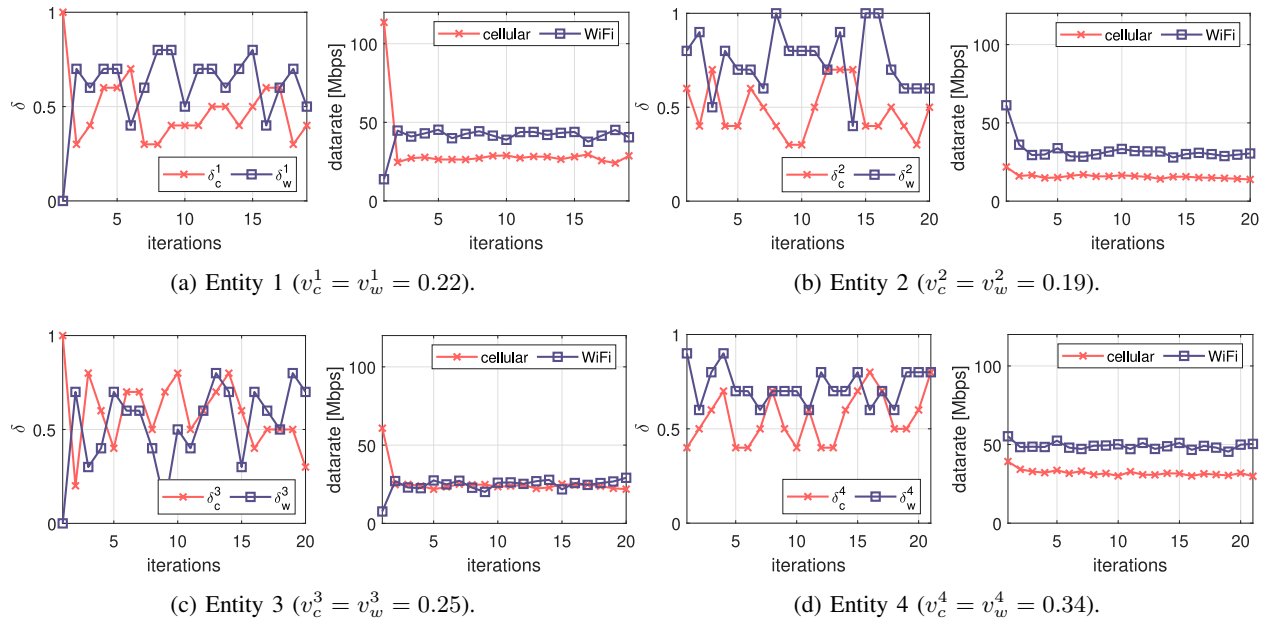 1
0.5
0
δ
5 10 15
iterations
δ_c^1 δ_w^1
100
50
0
datarate [Mbps]
5 10 15
iterations
cellular WiFi
(a) Entity 1 (v_c^1 = v_w^1 = 0.22).
1
0.5
0
δ
5 10 15 20
iterations
δ_c^2 δ_w^2
100
50
0
datarate [Mbps]
5 10 15 20
iterations
cellular WiFi
(b) Entity 2 (v_c^2 = v_w^2 = 0.19).
1
0.5
0
δ
5 10 15 20
iterations
δ_c^3 δ_w^3
100
50
0
datarate [Mbps]
5 10 15 20
iterations
cellular WiFi
(c) Entity 3 (v_c^3 = v_w^3 = 0.25).
1
0.5
0
δ
5 10 15 20
iterations
δ_c^4 δ_w^4
100
50
0
datarate [Mbps]
5 10 15 20
iterations
cellular WiFi
(d) Entity 4 (v_c^4 = v_w^4 = 0.34).